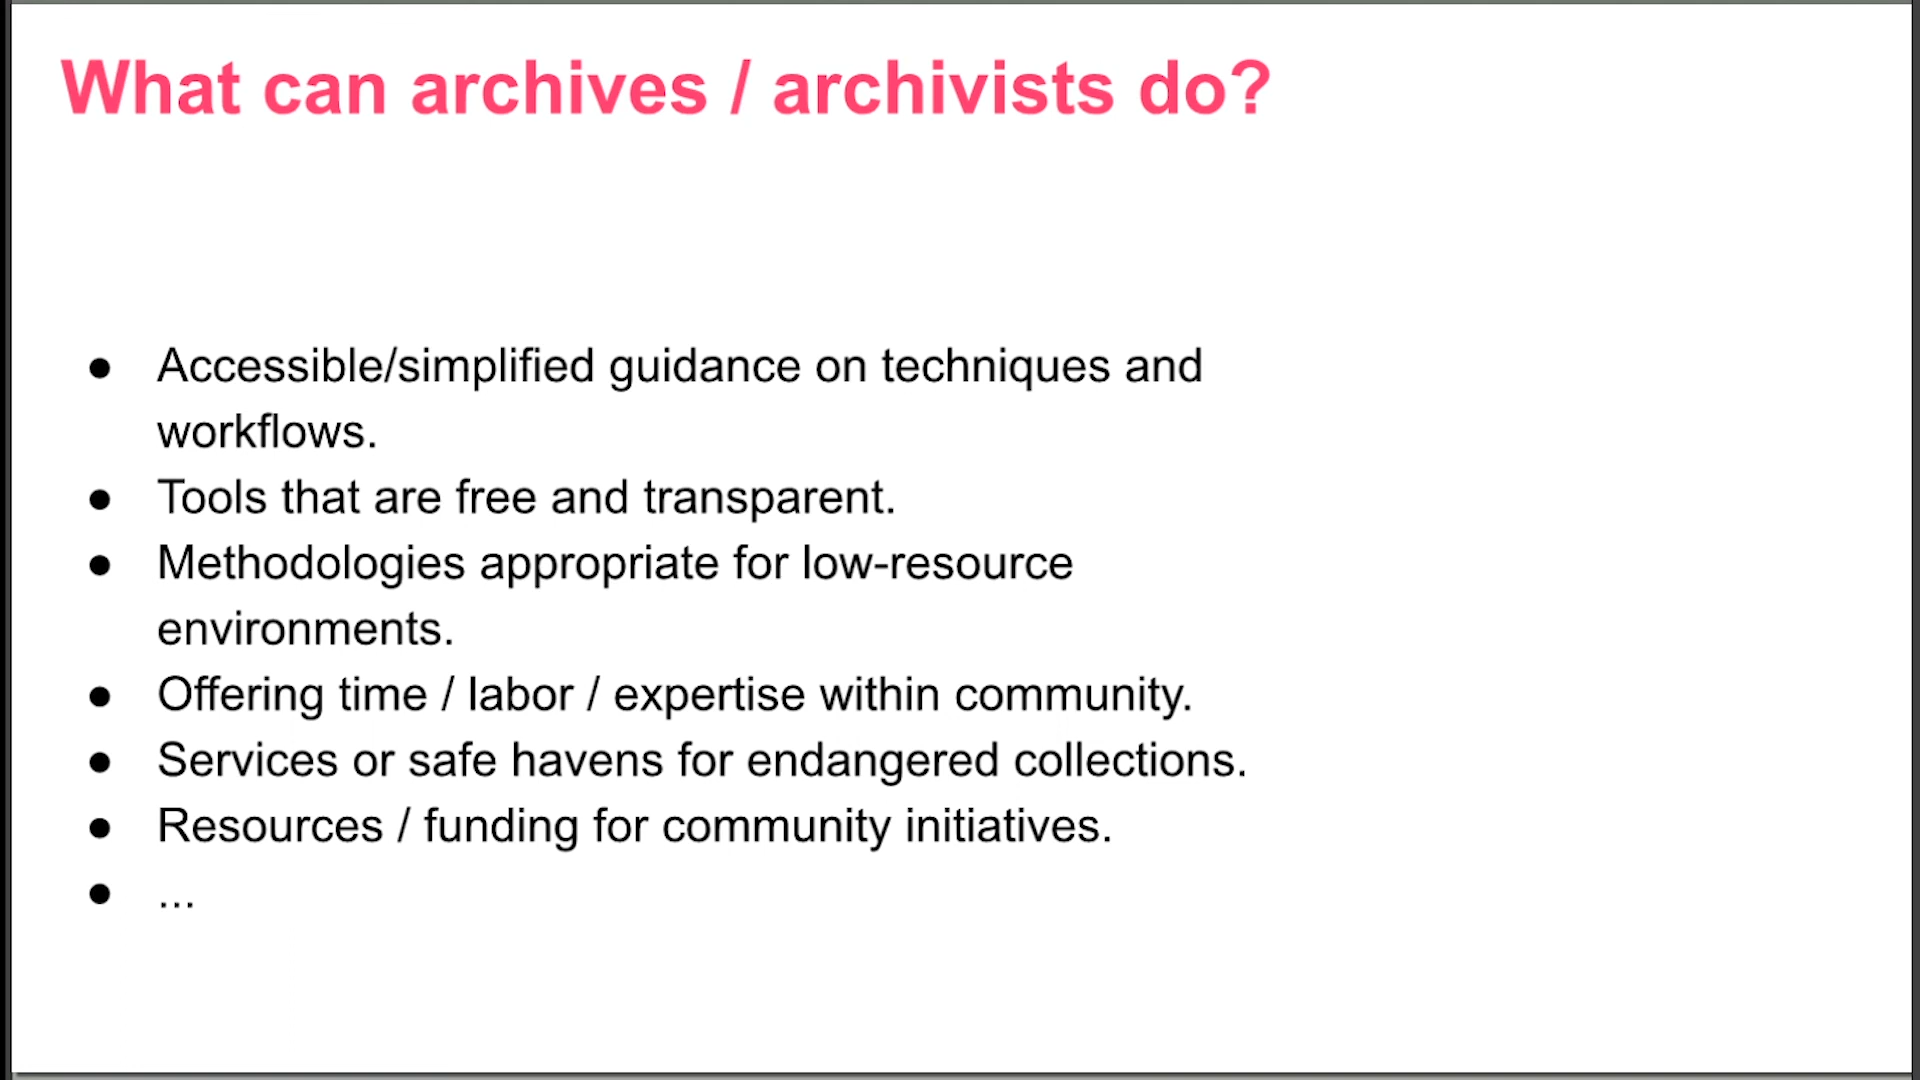 What can archives / archivists do?
● Accessible/simplified guidance on techniques and
workflows.
● Tools that are free and transparent.
● Methodologies appropriate for low-resource
environments.
● Offering time / labor / expertise within community.
● Services or safe havens for endangered collections.
● Resources / funding for community initiatives.
● ...